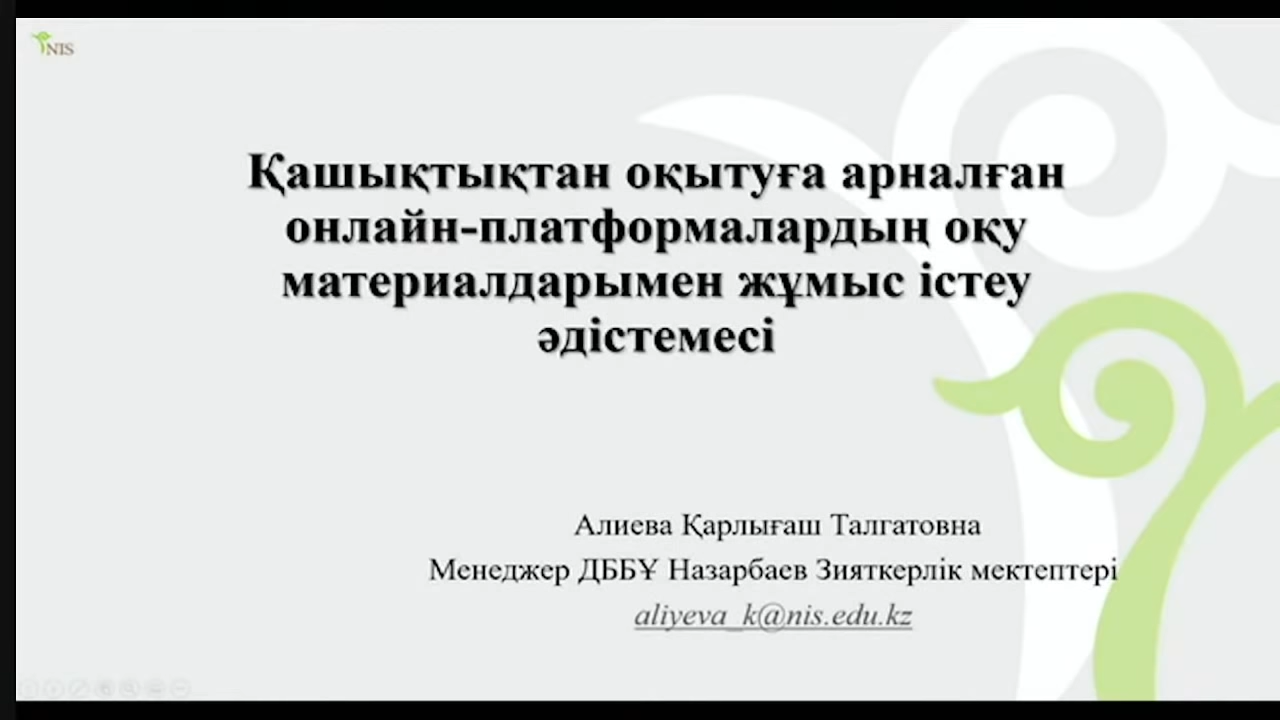 NIS
Қашықтықтан оқытуға арналған
онлайн-платформалардың оқу
материалдарымен жұмыс істеу
әдістемесі
Алиева Қарлығаш Талгатовна
Менеджер ДББҰ Назарбаев Зияткерлік мектептері
aliyeva_k@nis.edu.kz